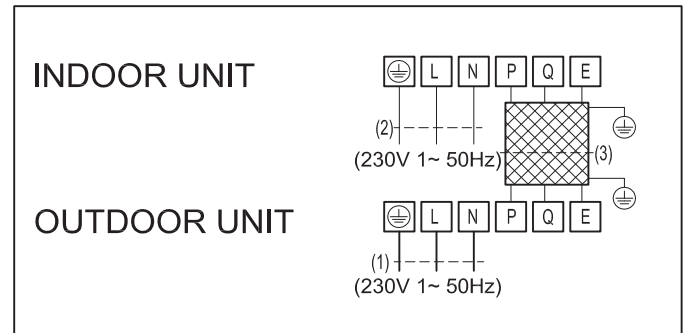 INDOOR UNIT
L N P Q E
(2)
(230V 1~ 50Hz)
(3)
OUTDOOR UNIT
L N P Q E
(1)
(230V 1~ 50Hz)